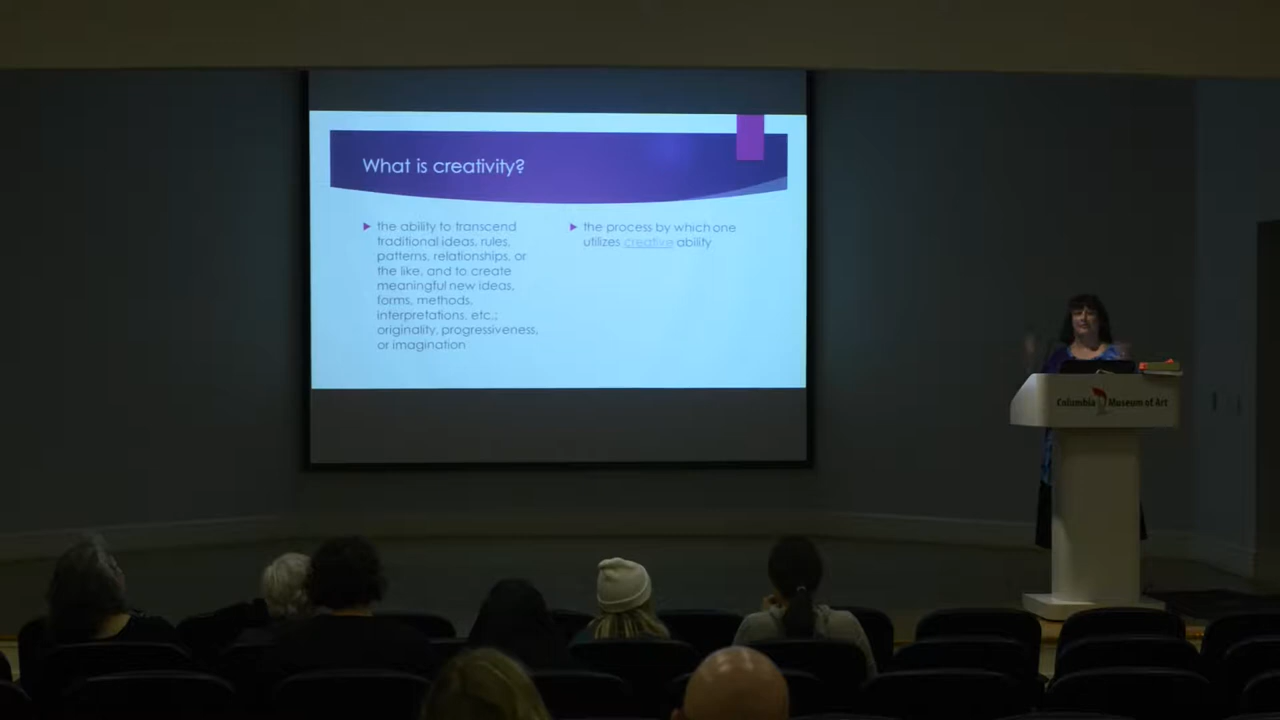 What is creativity?
the ability to transcend
traditional ideas, rules,
patterns, relationships, or
the like, and to create
meaningful new ideas,
forms, methods,
interpretations, etc.;
originality, progressiveness,
or imagination
the process by which one
utilizes creative ability
Columbia Museum of Art